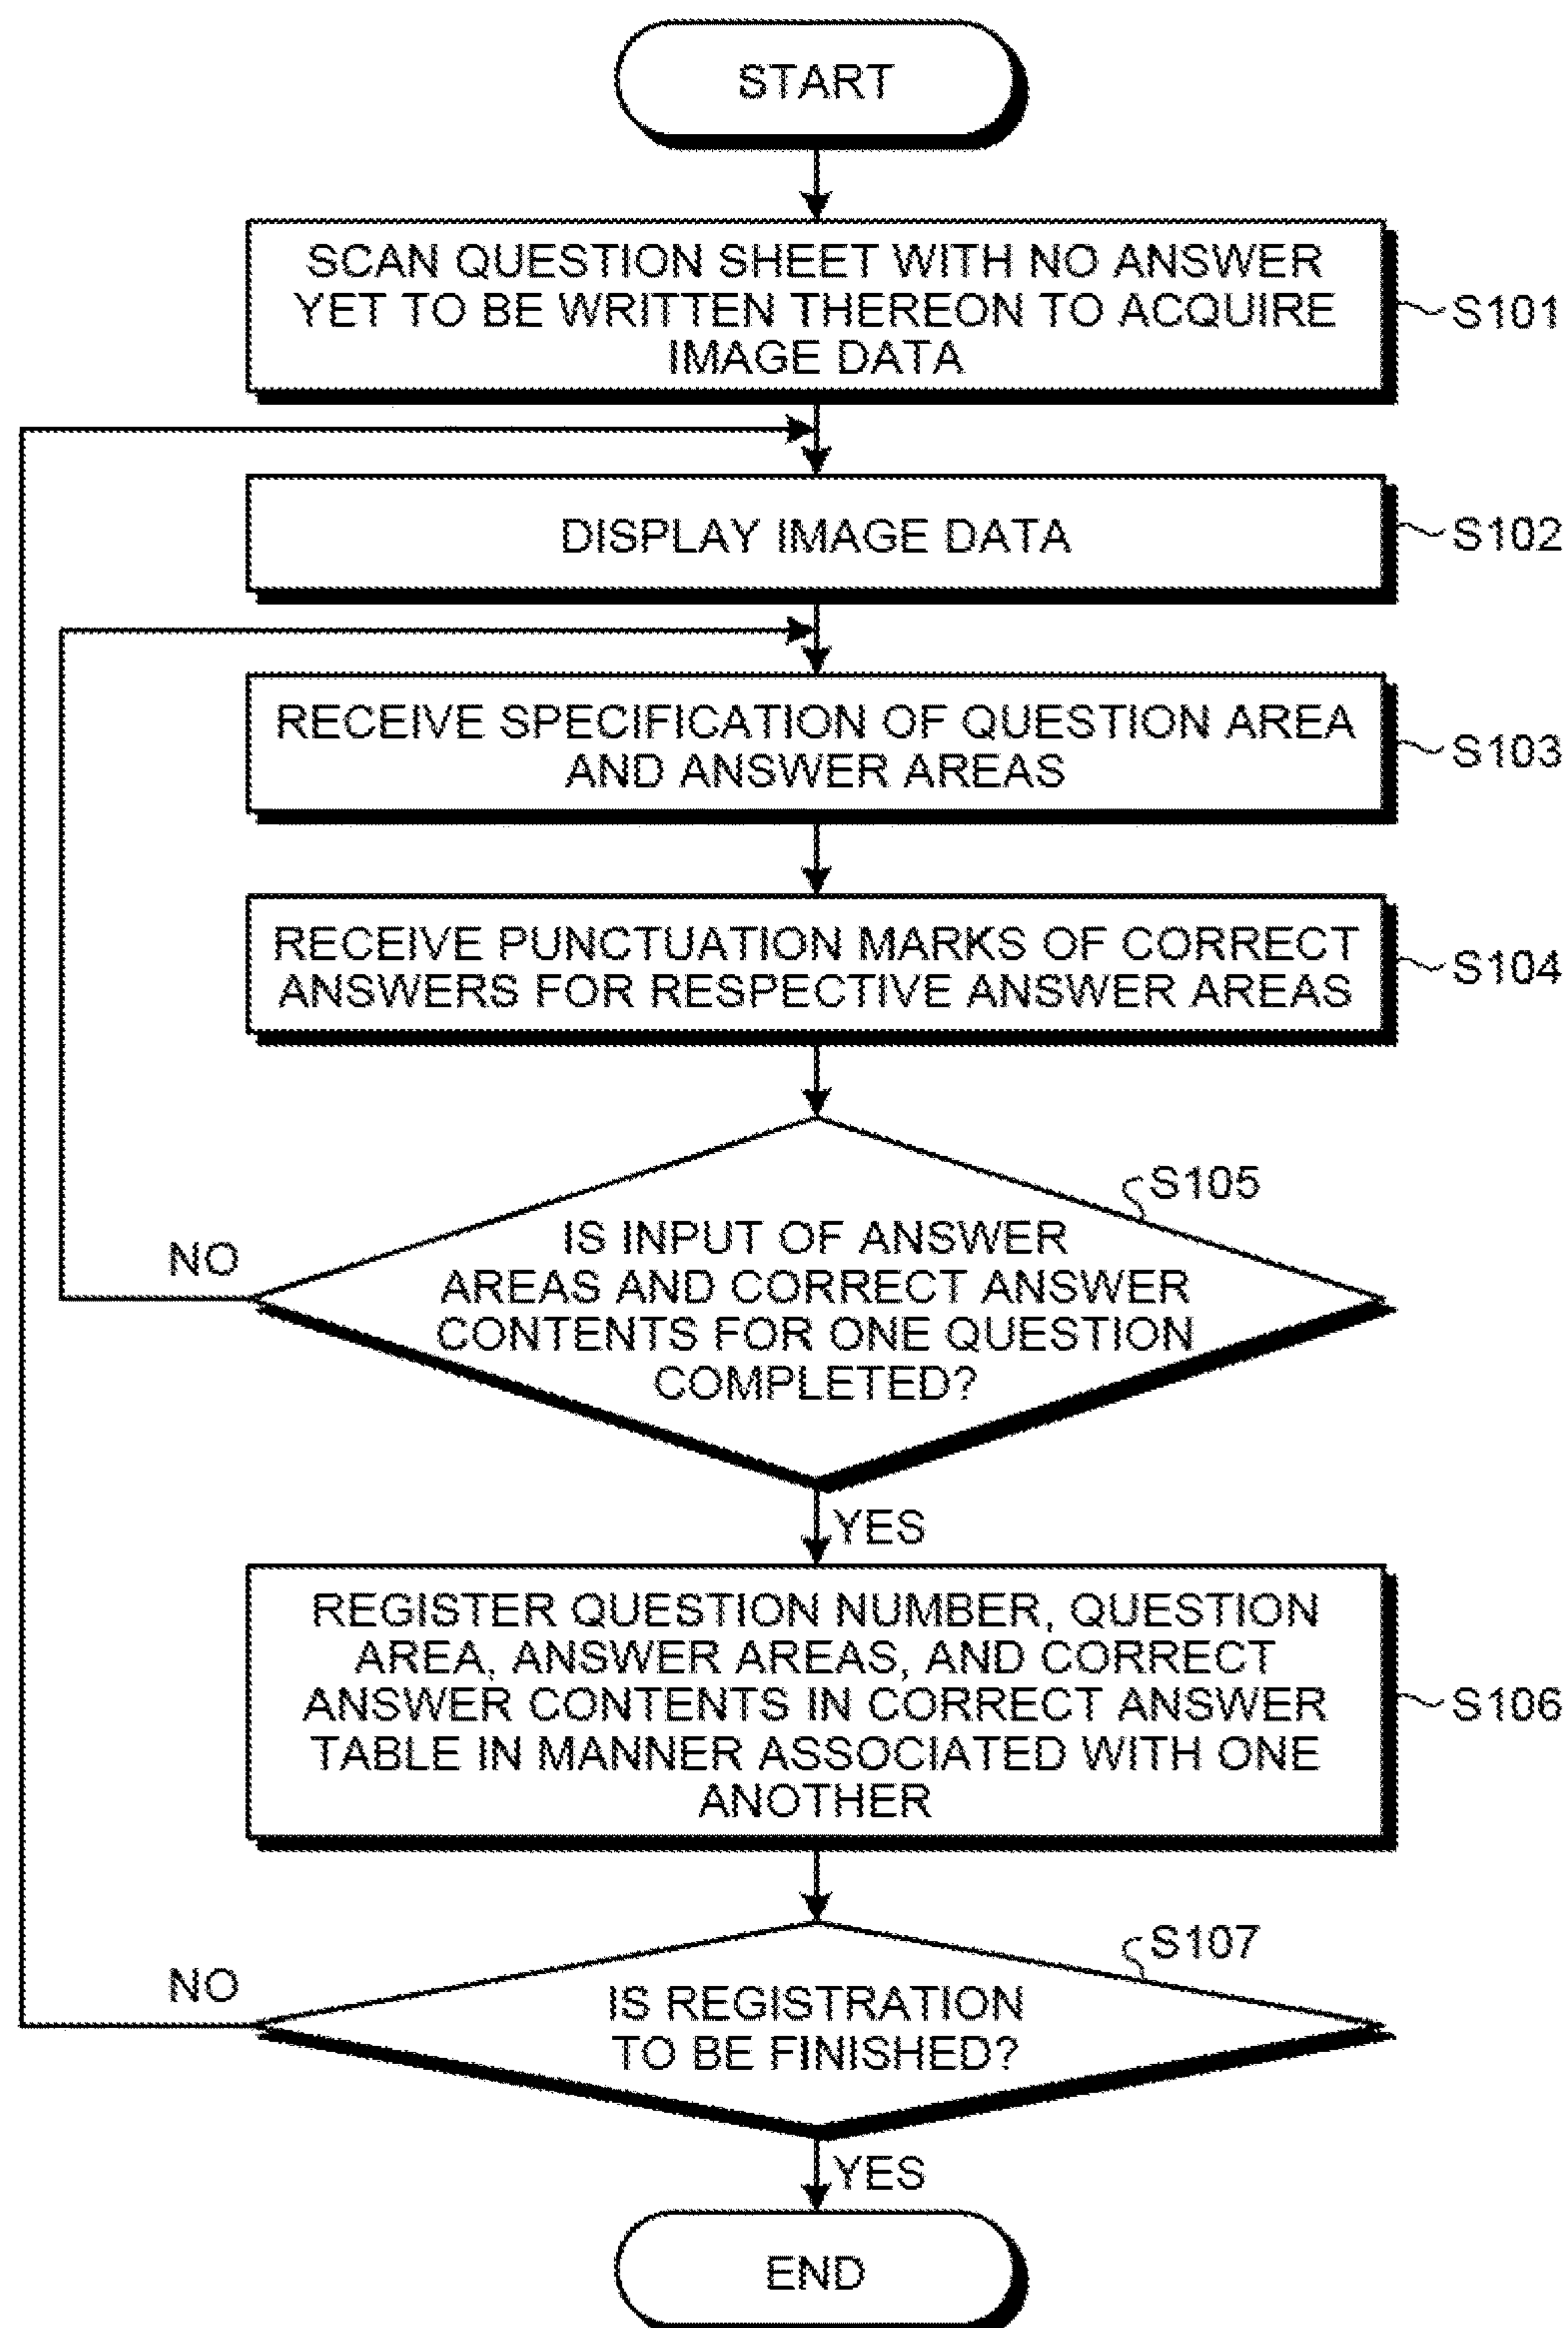 START
SCAN QUESTION SHEET WITH NO ANSWER
YET TO BE WRITTEN THEREON TO ACQUIRE
IMAGE DATA
S101
DISPLAY IMAGE DATA
S102
RECEIVE SPECIFICATION OF QUESTION AREA
AND ANSWER AREAS
S103
RECEIVE PUNCTUATION MARKS OF CORRECT
ANSWERS FOR RESPECTIVE ANSWER AREAS
S104
S105
IS INPUT OF ANSWER
AREAS AND CORRECT ANSWER
CONTENTS FOR ONE QUESTION
COMPLETED?
NO
YES
REGISTER QUESTION NUMBER, QUESTION
AREA, ANSWER AREAS, AND CORRECT
ANSWER CONTENTS IN CORRECT ANSWER
TABLE IN MANNER ASSOCIATED WITH ONE
ANOTHER
S106
S107
IS REGISTRATION
TO BE FINISHED?
NO
YES
END